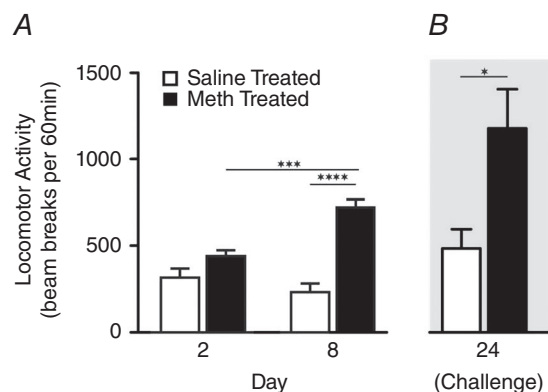 A
B
Locomotor Activity
(beam breaks per 60min)
1500
1000
500
0
Saline Treated
Meth Treated
***
****
*
2
8
24
Day
(Challenge)